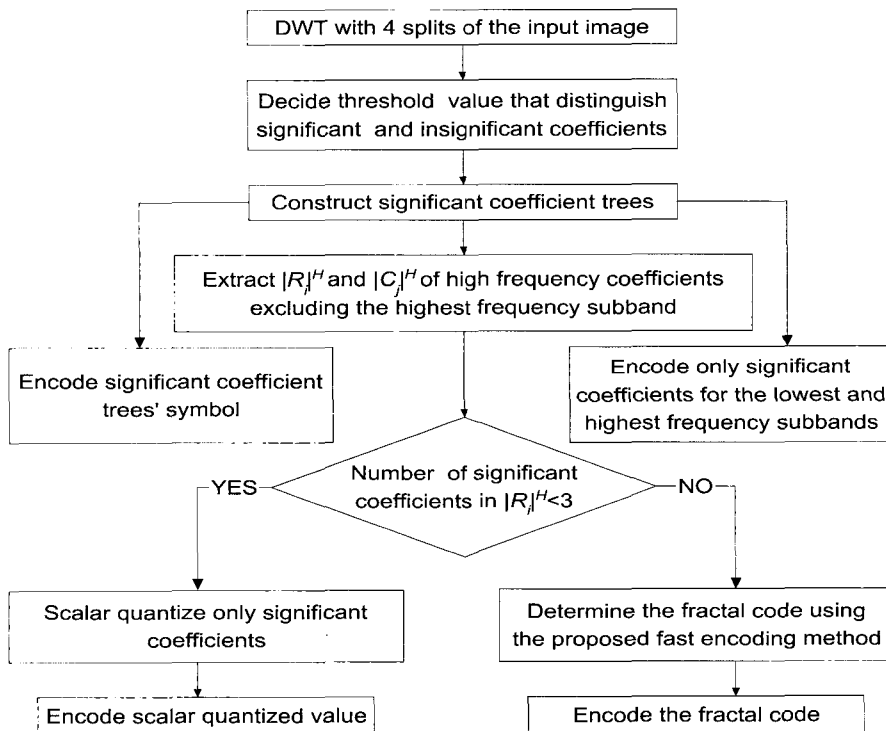 DWT with 4 splits of the input image
Decide threshold value that distinguish
significant and insignificant coefficients
Construct significant coefficient trees
Extract |R_i|^H and |C_j|^H of high frequency coefficients
excluding the highest frequency subband
Encode significant coefficient
trees' symbol
Encode only significant
coefficients for the lowest and
highest frequency subbands
Number of significant
coefficients in |R_i|^H<3
YES
NO
Scalar quantize only significant
coefficients
Determine the fractal code using
the proposed fast encoding method
Encode scalar quantized value
Encode the fractal code